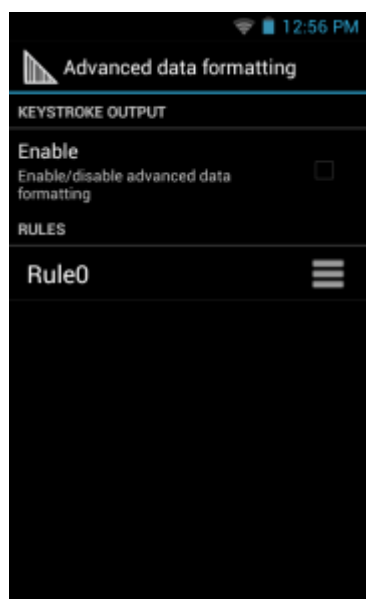 12:56 PM
Advanced data formatting
KEYSTROKE OUTPUT
Enable
Enable/disable advanced data
formatting
RULES
Rule0